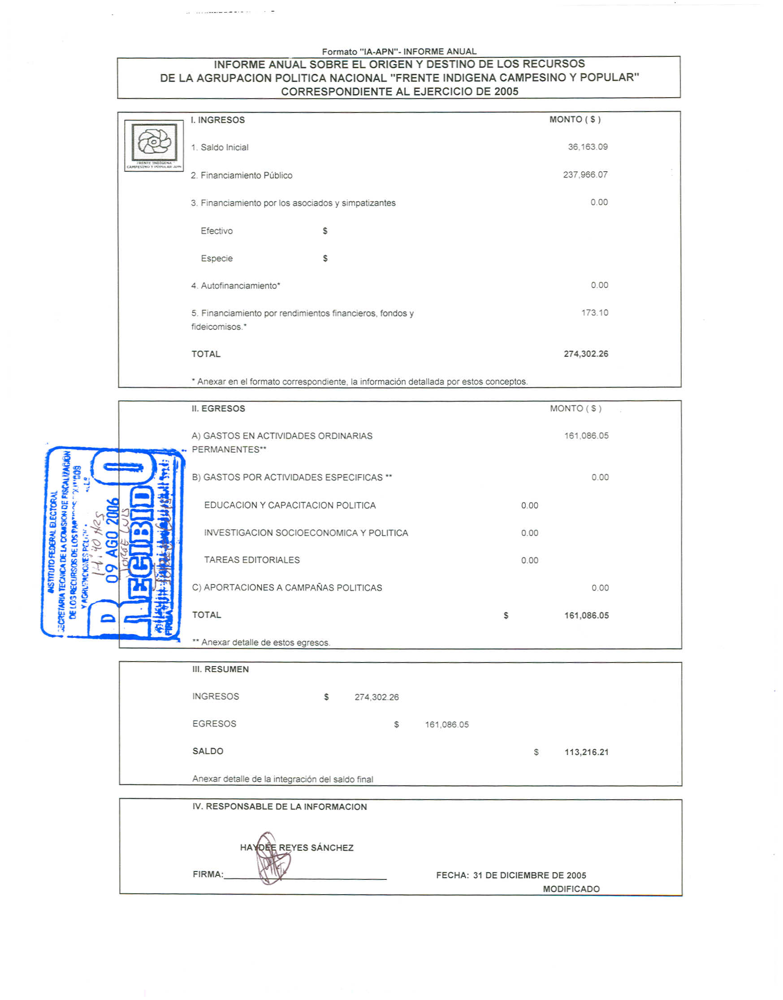 Formato "IA-APN"- INFORME ANUAL
INFORME ANUAL SOBRE EL ORIGEN Y DESTINO DE LOS RECURSOS
DE LA AGRUPACION POLITICA NACIONAL "FRENTE INDIGENA CAMPESINO Y POPULAR"
CORRESPONDIENTE AL EJERCICIO DE 2005
FRENTE INDÍGENA
CAMPESINO Y POPULAR APN
I. INGRESOS MONTO ( $ )
1. Saldo Inicial 36,163.09
2. Financiamiento Público 237,966.07
3. Financiamiento por los asociados y simpatizantes 0.00
Efectivo $
Especie $
4. Autofinanciamiento* 0.00
5. Financiamiento por rendimientos financieros, fondos y 173.10
fideicomisos.*
TOTAL 274,302.26
* Anexar en el formato correspondiente, la información detallada por estos conceptos.
II. EGRESOS MONTO ( $ )
A) GASTOS EN ACTIVIDADES ORDINARIAS 161,086.05
PERMANENTES**
B) GASTOS POR ACTIVIDADES ESPECIFICAS ** 0.00
EDUCACION Y CAPACITACION POLITICA 0.00
INVESTIGACION SOCIOECONOMICA Y POLITICA 0.00
TAREAS EDITORIALES 0.00
C) APORTACIONES A CAMPAÑAS POLITICAS 0.00
TOTAL $ 161,086.05
** Anexar detalle de estos egresos.
INSTITUTO FEDERAL ELECTORAL
SECRETARIA TECNICA DE LA COMISION DE FISCALIZACION
DE LOS RECURSOS DE LOS
Y AGRUPACIONES
14:40 HRS
09 AGO 2006
JORGE LUIS
RECIBIDO
FIRMA
III. RESUMEN
INGRESOS $ 274,302.26
EGRESOS $ 161,086.05
SALDO $ 113,216.21
Anexar detalle de la integración del saldo final
IV. RESPONSABLE DE LA INFORMACION
HAYDÉE REYES SÁNCHEZ
FIRMA: FECHA: 31 DE DICIEMBRE DE 2005
MODIFICADO